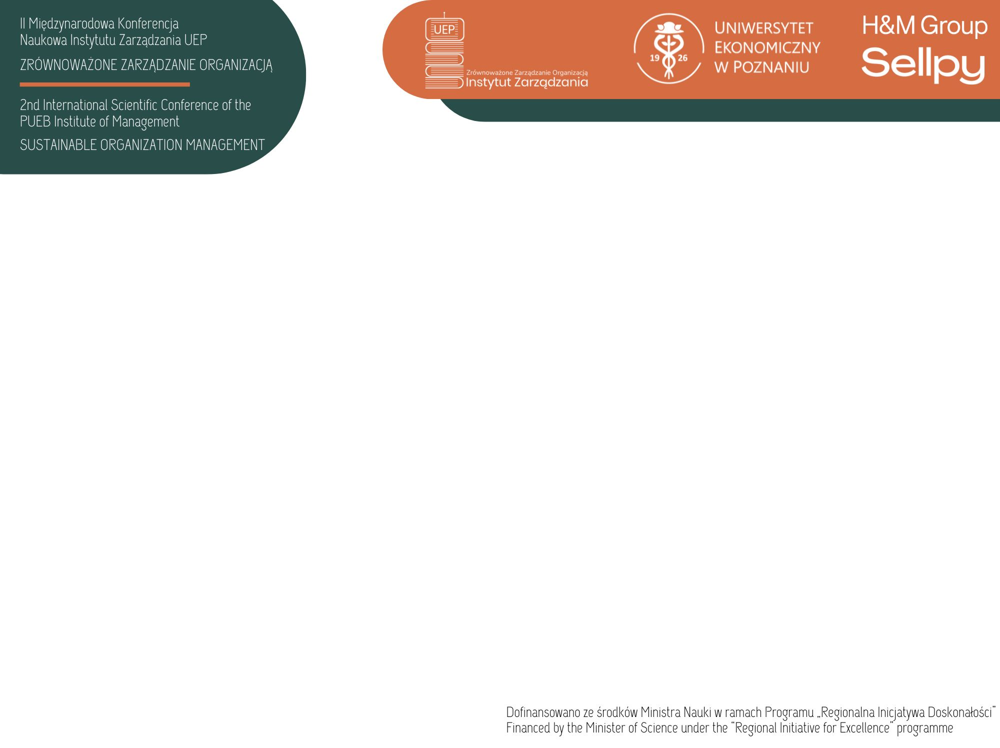 II Międzynarodowa Konferencja
Naukowa Instytutu Zarządzania UEP
ZRÓWNOWAŻONE ZARZĄDZANIE ORGANIZACJĄ
2nd International Scientific Conference of the
PUEB Institute of Management
SUSTAINABLE ORGANIZATION MANAGEMENT
UEP
Zrównoważone Zarządzanie Organizacją
Instytut Zarządzania
19 26
UNIWERSYTET
EKONOMICZNY
W POZNANIU
H&M Group
Sellpy
Dofinansowano ze środków Ministra Nauki w ramach Programu „Regionalna Inicjatywa Doskonałości”
Financed by the Minister of Science under the “Regional Initiative for Excellence” programme